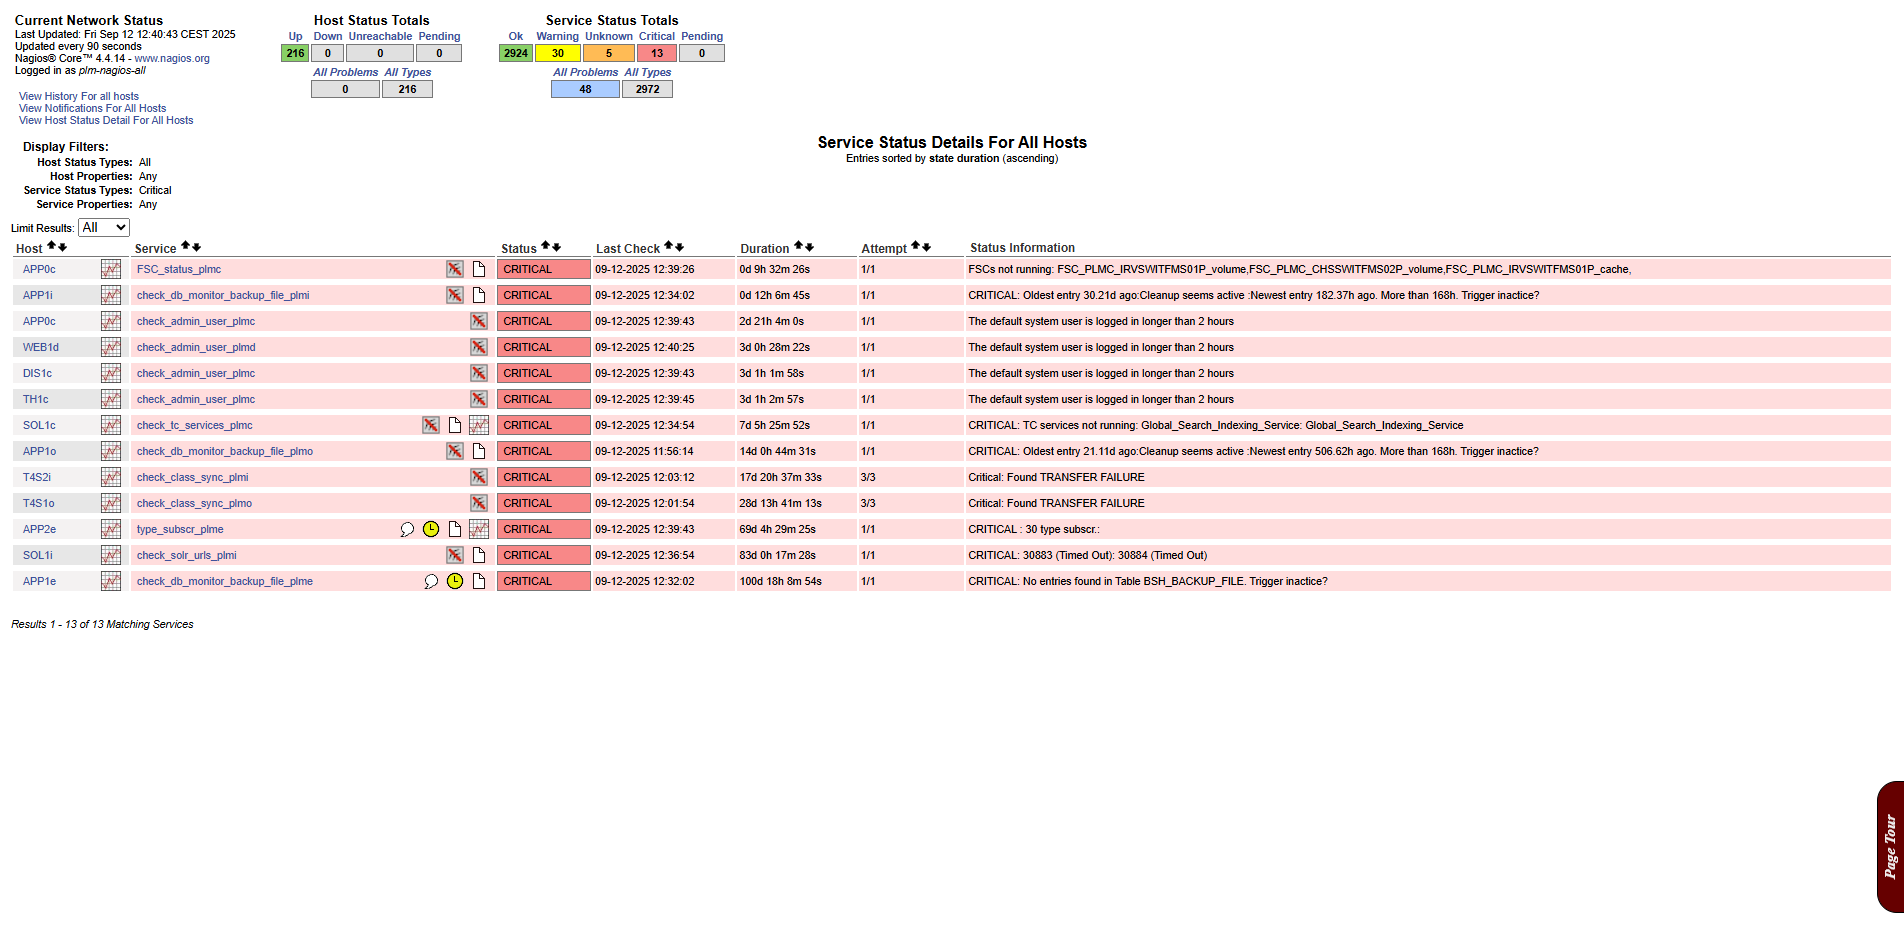 Current Network Status
Last Updated: Fri Sep 12 12:40:43 CEST 2025
Updated every 90 seconds
Nagios® Core™ 4.4.14 - www.nagios.org
Logged in as plm-nagios-all
View History For all hosts
View Notifications For All Hosts
View Host Status Detail For All Hosts
Host Status Totals
Up Down Unreachable Pending
216 0 0 0
All Problems All Types
0 216
Service Status Totals
Ok Warning Unknown Critical Pending
2924 30 5 13 0
All Problems All Types
48 2972
Display Filters:
Host Status Types: All
Host Properties: Any
Service Status Types: Critical
Service Properties: Any
Service Status Details For All Hosts
Entries sorted by state duration (ascending)
Limit Results: All
Host Service Status Last Check Duration Attempt Status Information
APP0c FSC_status_plmc CRITICAL 09-12-2025 12:39:26 0d 9h 32m 26s 1/1 FSCs not running: FSC_PLMC_IRVSWITFMS01P_volume,FSC_PLMC_CHSSWITFMS02P_volume,FSC_PLMC_IRVSWITFMS01P_cache,
APP1i check_db_monitor_backup_file_plmi CRITICAL 09-12-2025 12:34:02 0d 12h 6m 45s 1/1 CRITICAL: Oldest entry 30.21d ago:Cleanup seems active :Newest entry 182.37h ago. More than 168h. Trigger inactice?
APP0c check_admin_user_plmc CRITICAL 09-12-2025 12:39:43 2d 21h 4m 0s 1/1 The default system user is logged in longer than 2 hours
WEB1d check_admin_user_plmd CRITICAL 09-12-2025 12:40:25 3d 0h 28m 22s 1/1 The default system user is logged in longer than 2 hours
DIS1c check_admin_user_plmc CRITICAL 09-12-2025 12:39:43 3d 1h 1m 58s 1/1 The default system user is logged in longer than 2 hours
TH1c check_admin_user_plmc CRITICAL 09-12-2025 12:39:45 3d 1h 2m 57s 1/1 The default system user is logged in longer than 2 hours
SOL1c check_tc_services_plmc CRITICAL 09-12-2025 12:34:54 7d 5h 25m 52s 1/1 CRITICAL: TC services not running: Global_Search_Indexing_Service: Global_Search_Indexing_Service
APP1o check_db_monitor_backup_file_plmo CRITICAL 09-12-2025 11:56:14 14d 0h 44m 31s 1/1 CRITICAL: Oldest entry 21.11d ago:Cleanup seems active :Newest entry 506.62h ago. More than 168h. Trigger inactice?
T4S2i check_class_sync_plmi CRITICAL 09-12-2025 12:03:12 17d 20h 37m 33s 3/3 Critical: Found TRANSFER FAILURE
T4S1o check_class_sync_plmo CRITICAL 09-12-2025 12:01:54 28d 13h 41m 13s 3/3 Critical: Found TRANSFER FAILURE
APP2e type_subscr_plme CRITICAL 09-12-2025 12:39:43 69d 4h 29m 25s 1/1 CRITICAL : 30 type subscr.:
SOL1i check_solr_urls_plmi CRITICAL 09-12-2025 12:36:54 83d 0h 17m 28s 1/1 CRITICAL: 30883 (Timed Out): 30884 (Timed Out)
APP1e check_db_monitor_backup_file_plme CRITICAL 09-12-2025 12:32:02 100d 18h 8m 54s 1/1 CRITICAL: No entries found in Table BSH_BACKUP_FILE. Trigger inactice?
Results 1 - 13 of 13 Matching Services
Page Tour